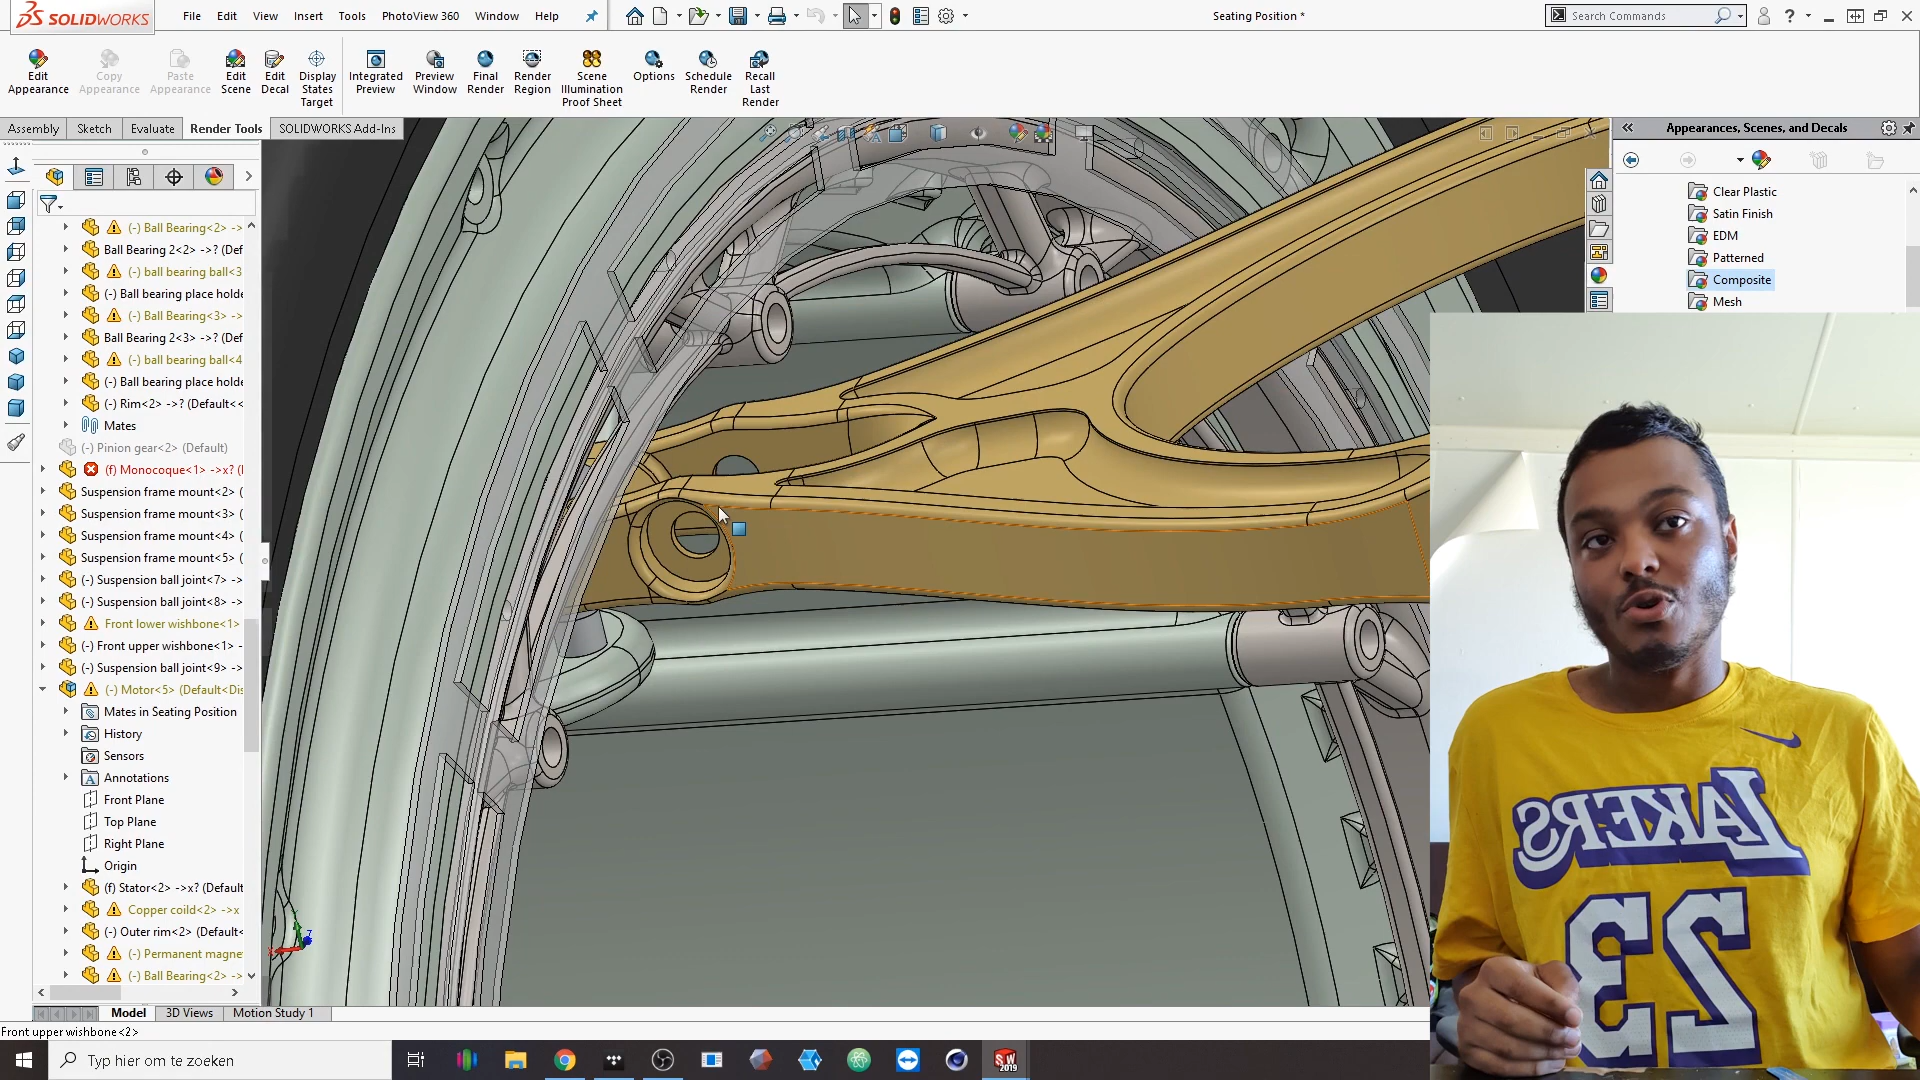 SOLIDWORKS
File Edit View Insert Tools PhotoView 360 Window Help
Seating Position *
Search Commands
Edit Appearance
Copy Appearance
Paste Appearance
Edit Scene
Edit Decal
Display States Target
Integrated Preview
Preview Window
Final Render
Render Region
Scene Illumination Proof Sheet
Options
Schedule Render
Recall Last Render
Assembly Sketch Evaluate Render Tools SOLIDWORKS Add-Ins
Appearances, Scenes, and Decals
Clear Plastic
Satin Finish
EDM
Patterned
Composite
Mesh
(-) Ball Bearing<2> ->
Ball Bearing 2<2> ->? (Def
(-) ball bearing ball<3
(-) Ball bearing place holde
(-) Ball Bearing<3> ->
Ball Bearing 2<3> ->? (Def
(-) ball bearing ball<4
(-) Ball bearing place holde
(-) Rim<2> ->? (Default<<
Mates
(-) Pinion gear<2> (Default)
(f) Monocoque<1> ->x? (
Suspension frame mount<2> (
Suspension frame mount<3> (
Suspension frame mount<4> (
Suspension frame mount<5> (
(-) Suspension ball joint<7> ->
(-) Suspension ball joint<8> ->
Front lower wishbone<1>
(-) Front upper wishbone<1> ->
(-) Suspension ball joint<9> ->
(-) Motor<5> (Default<Dis
Mates in Seating Position
History
Sensors
Annotations
Front Plane
Top Plane
Right Plane
Origin
(f) Stator<2> ->x? (Default
Copper coild<2> ->x
(-) Outer rim<2> (Default<
(-) Permanent magne
(-) Ball Bearing<2> ->
Model 3D Views Motion Study 1
Front upper wishbone<2>
Typ hier om te zoeken
SW
2019
LAKERS
23